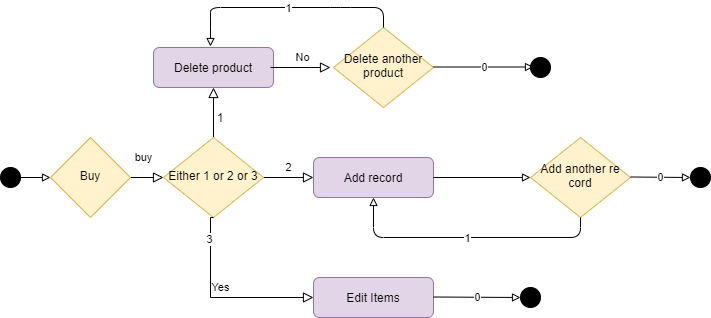 1
Delete product
No
Delete another
product
0
1
buy
Buy
Either 1 or 2 or 3
2
Add record
Add another re
cord
0
1
3
Yes
Edit Items
0